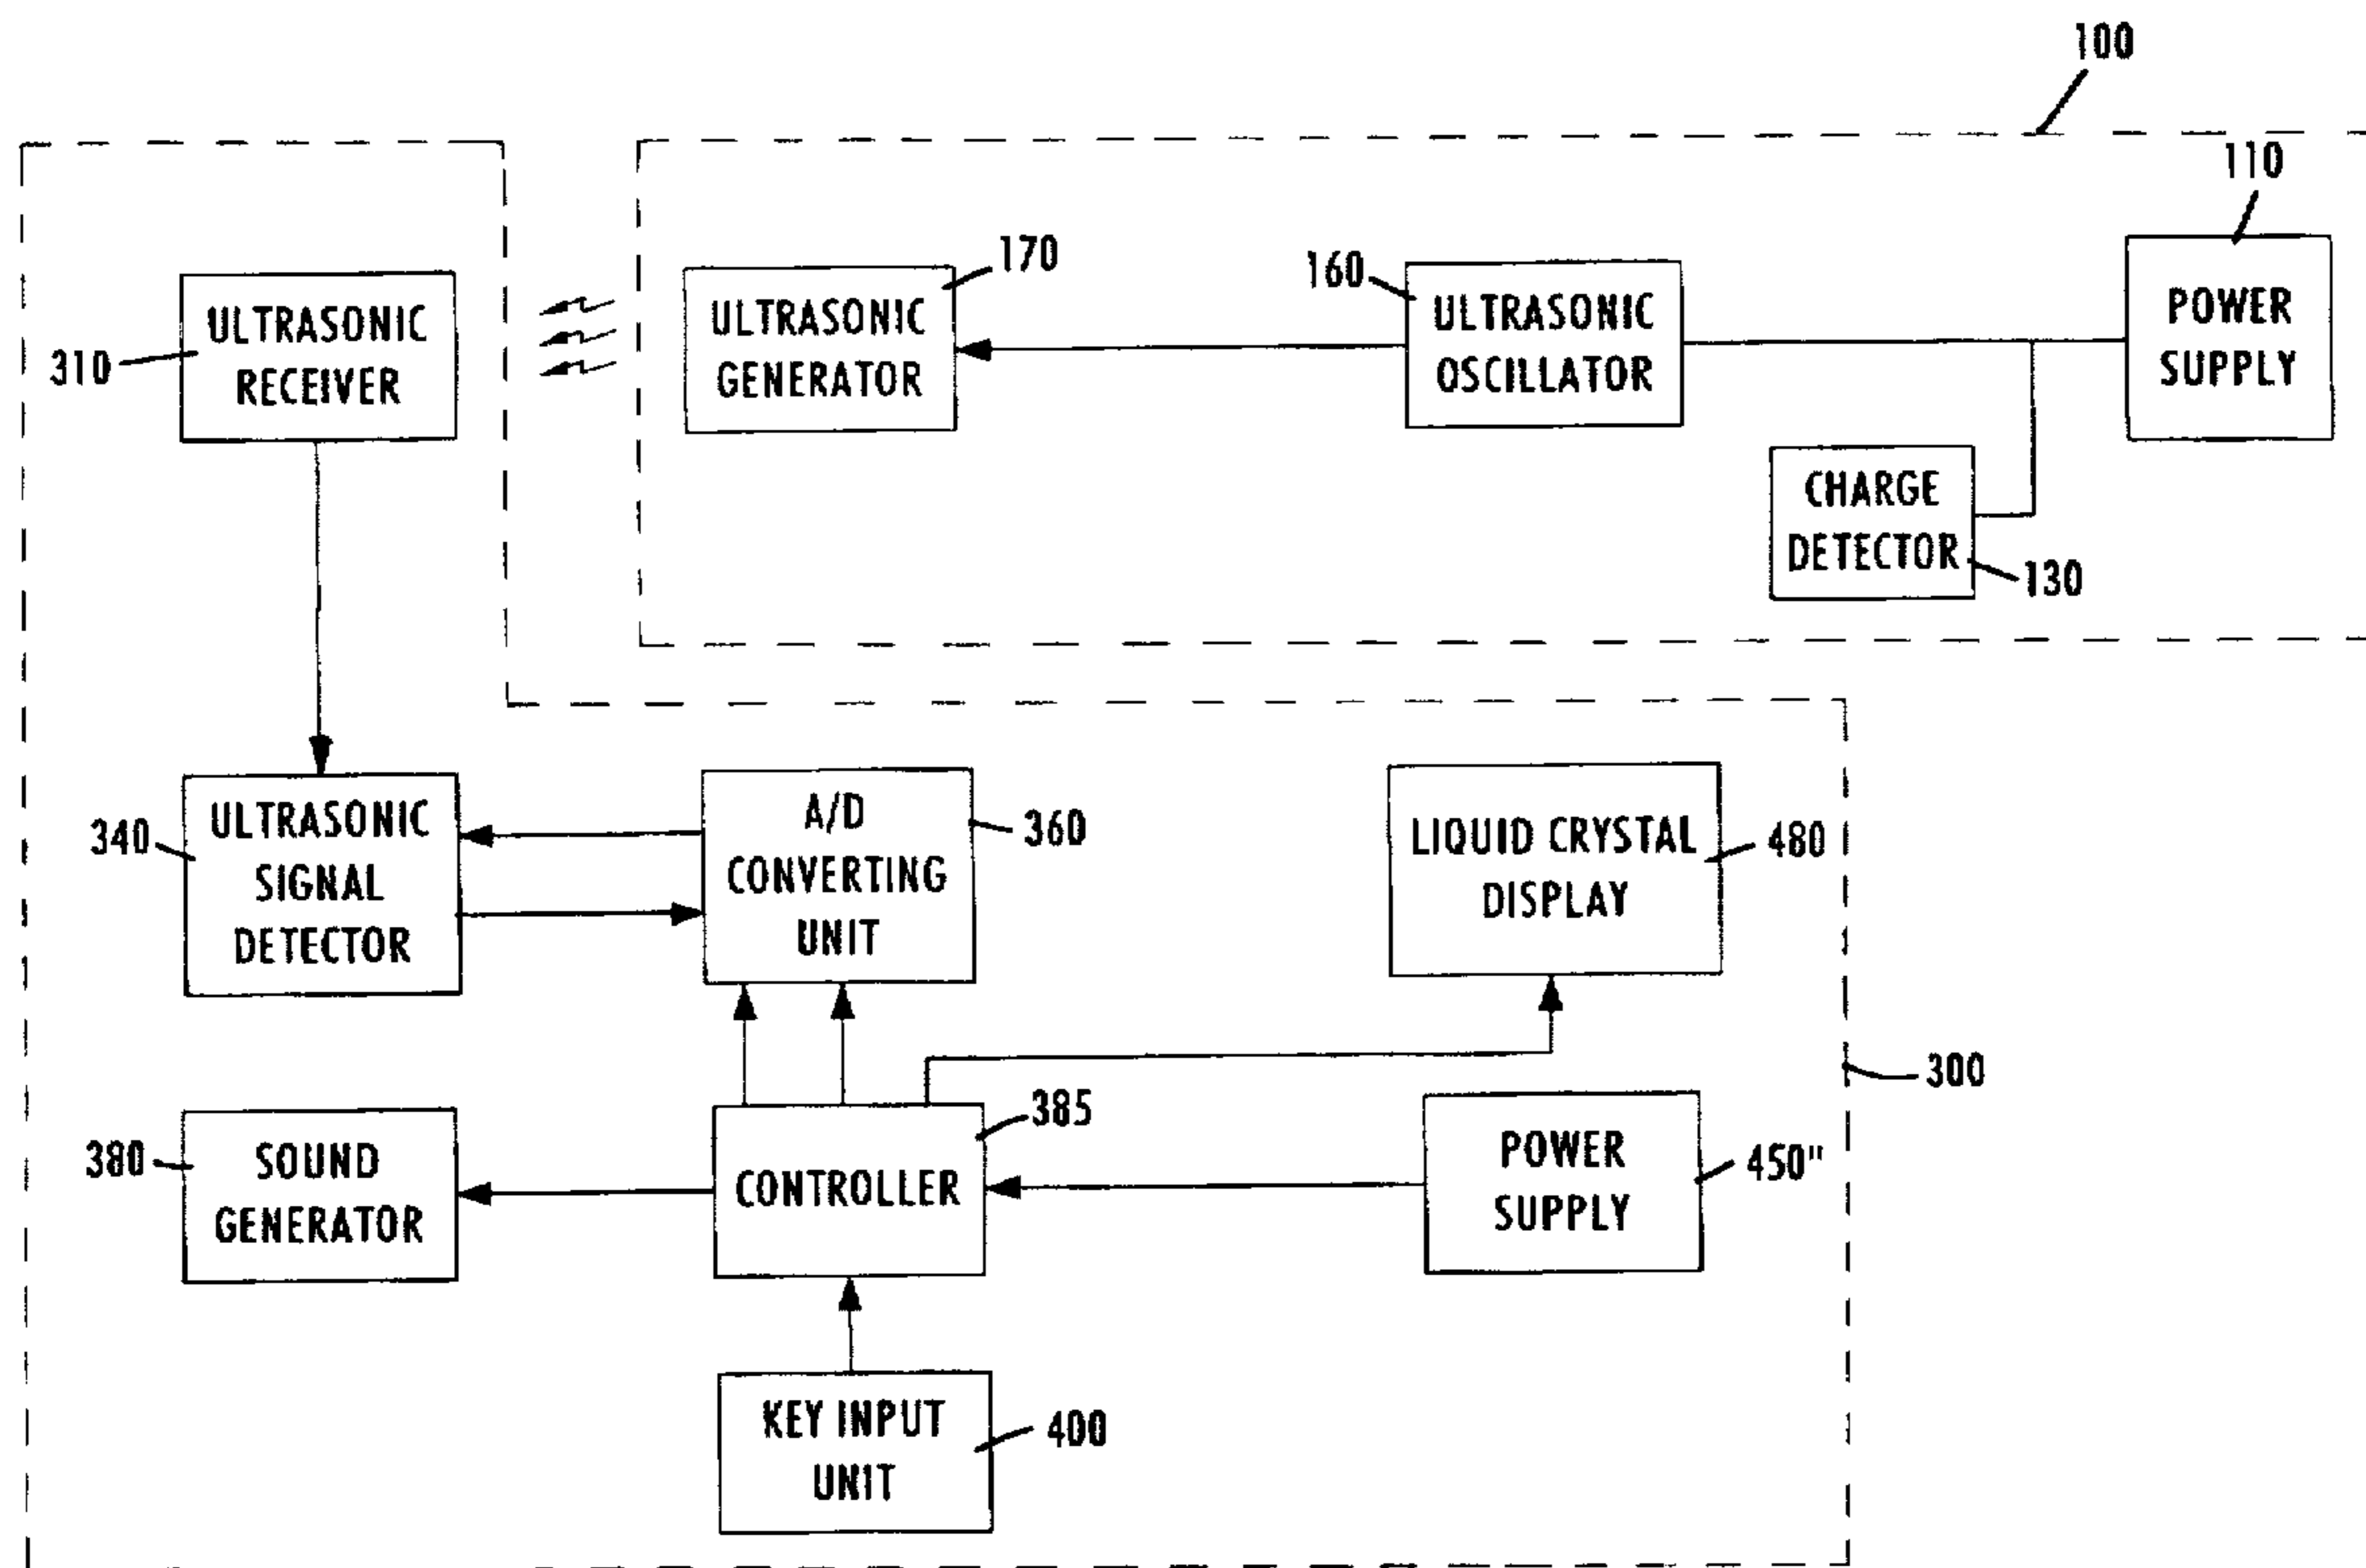 100
110
170
160
ULTRASONIC
RECEIVER
310
ULTRASONIC
GENERATOR
ULTRASONIC
OSCILLATOR
POWER
SUPPLY
CHARGE
DETECTOR
130
ULTRASONIC
SIGNAL
DETECTOR
340
A/D
CONVERTING
UNIT
360
LIQUID CRYSTAL
DISPLAY
480
300
385
380
SOUND
GENERATOR
CONTROLLER
POWER
SUPPLY
450"
KEY INPUT
UNIT
400